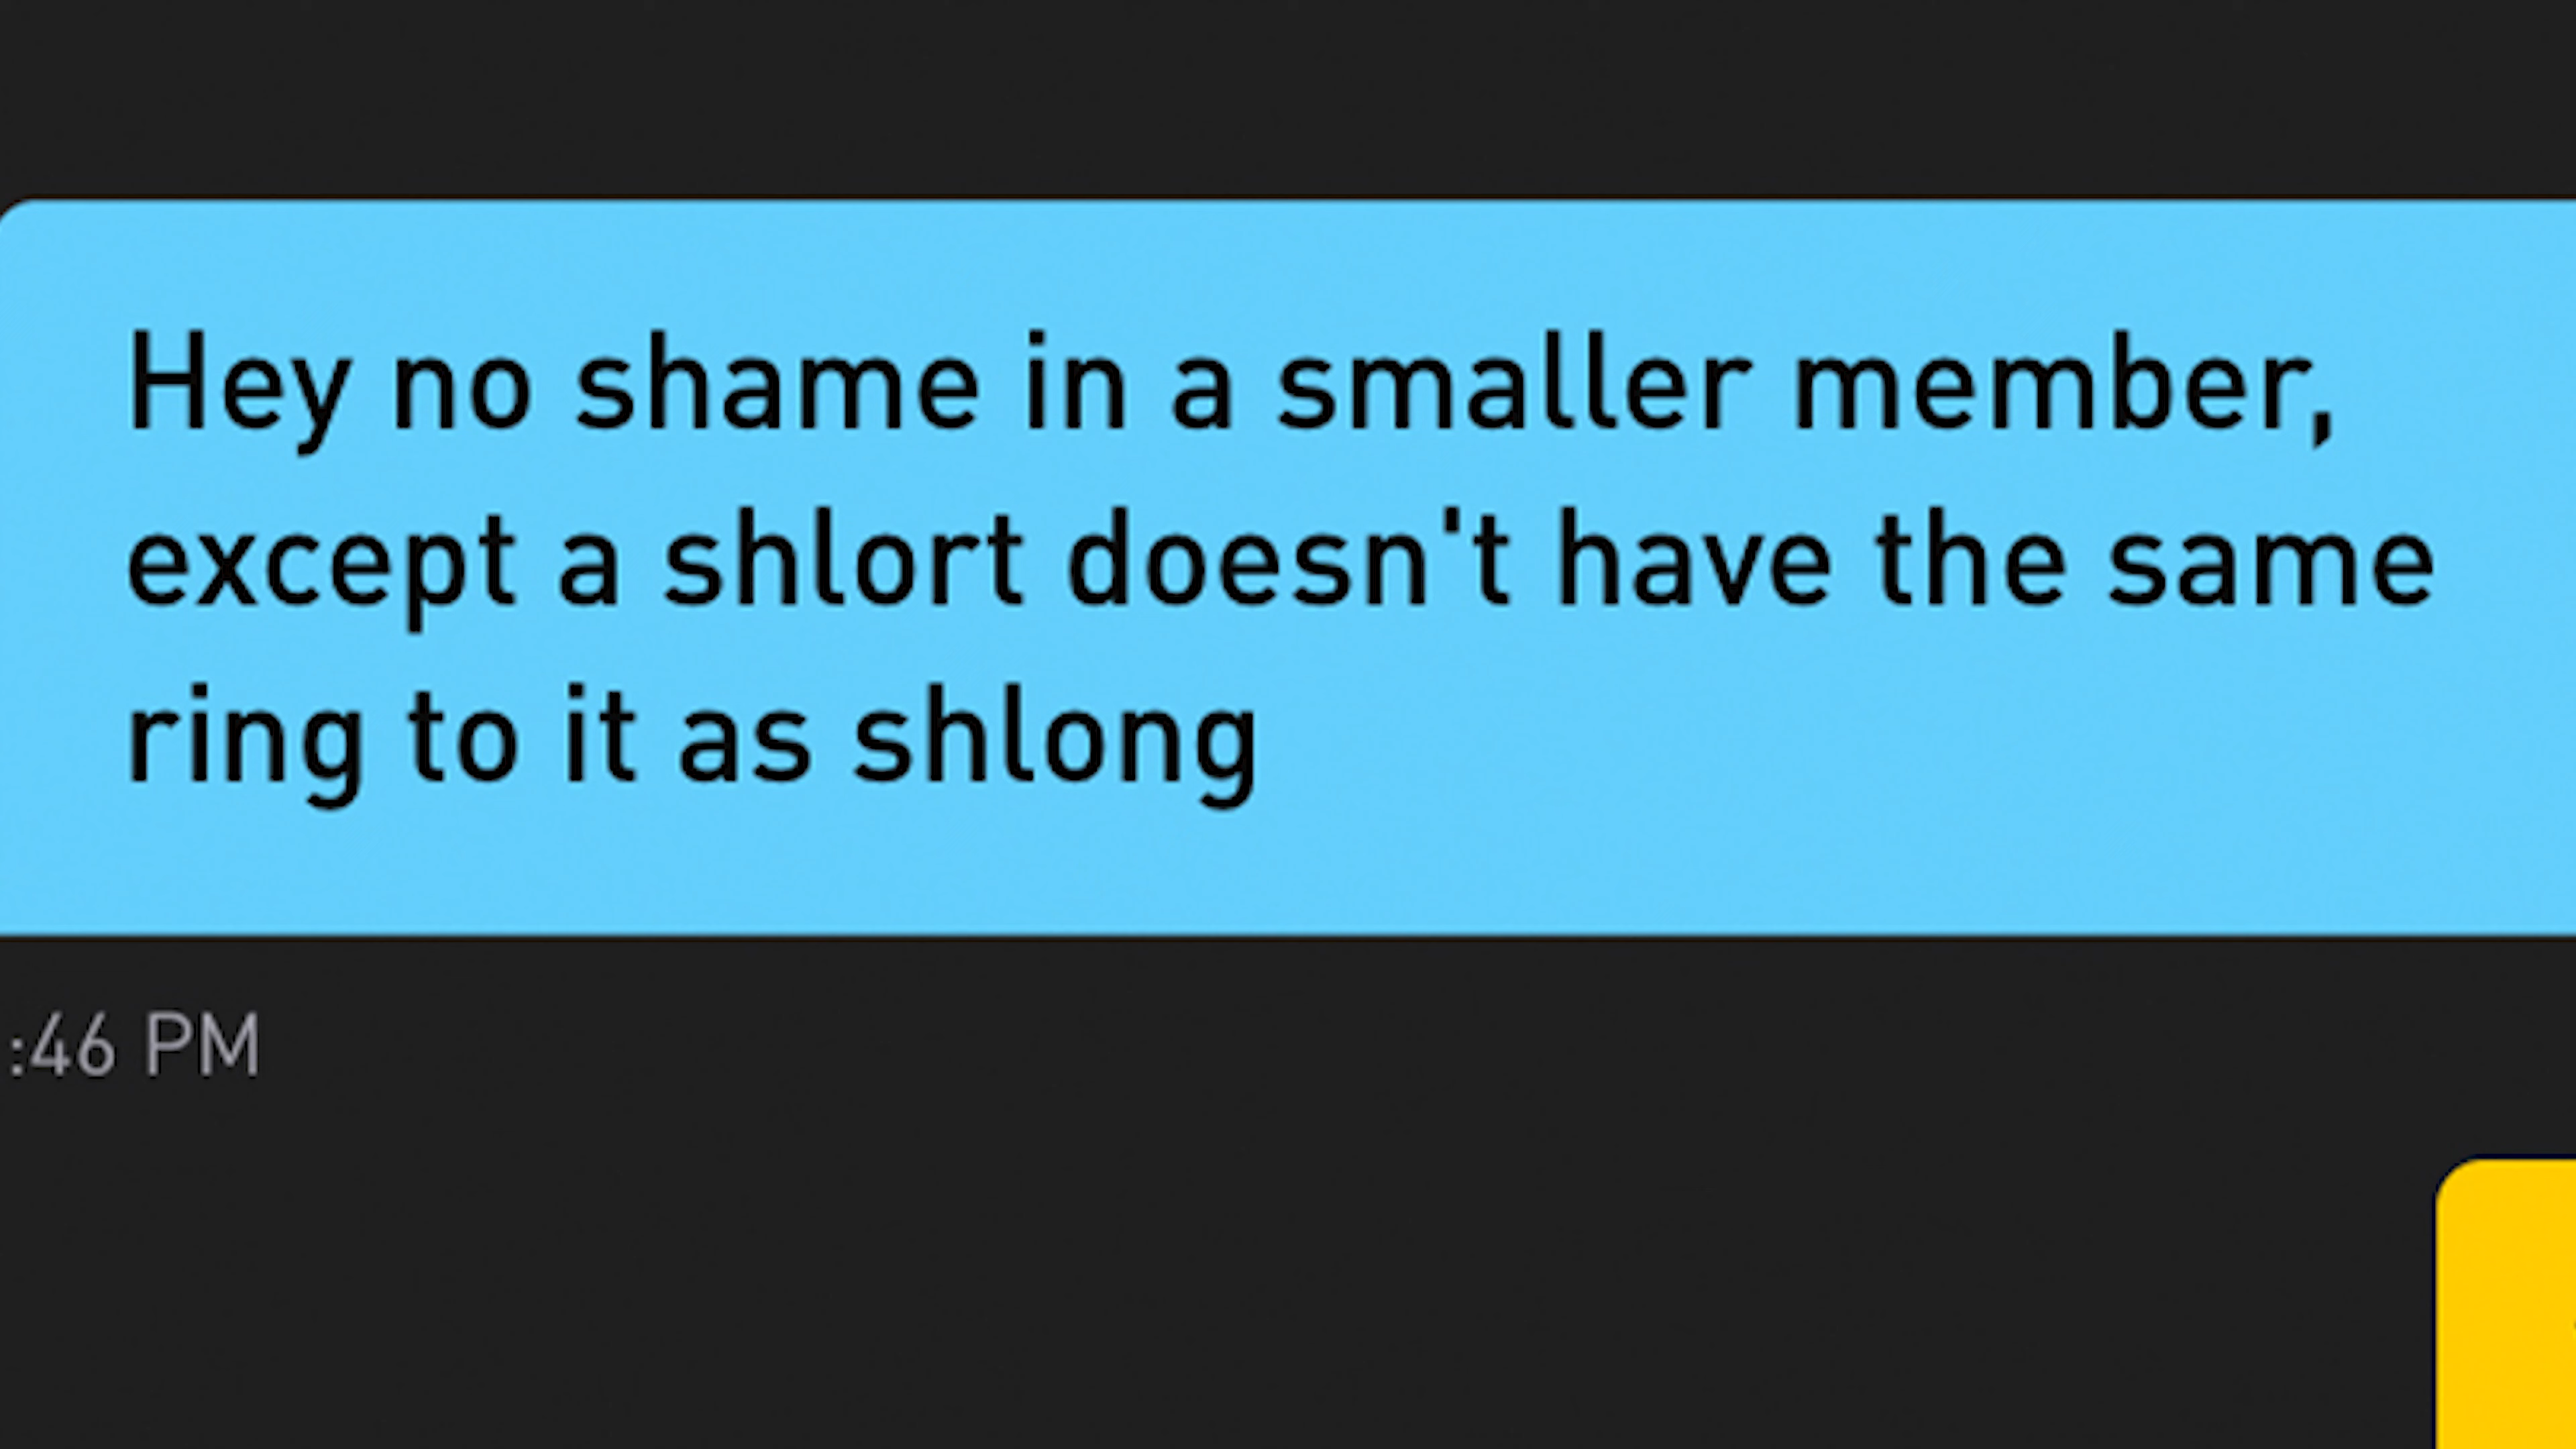 Hey no shame in a smaller member,
except a shlort doesn't have the same
ring to it as shlong
:46 PM